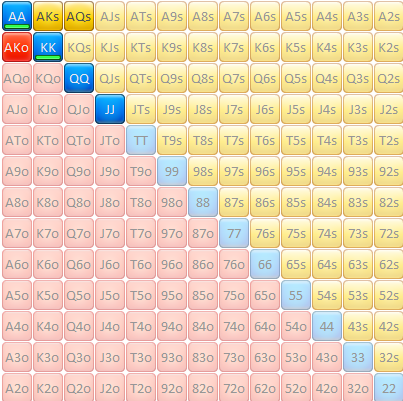 AA AKs AQs AJs ATs A9s A8s A7s A6s A5s A4s A3s A2s
AKo KK KQs KJs KTs K9s K8s K7s K6s K5s K4s K3s K2s
AQo KQo QQ QJs QTs Q9s Q8s Q7s Q6s Q5s Q4s Q3s Q2s
AJo KJo QJo JJ JTs J9s J8s J7s J6s J5s J4s J3s J2s
ATo KTo QTo JTo TT T9s T8s T7s T6s T5s T4s T3s T2s
A9o K9o Q9o J9o T9o 99 98s 97s 96s 95s 94s 93s 92s
A8o K8o Q8o J8o T8o 98o 88 87s 86s 85s 84s 83s 82s
A7o K7o Q7o J7o T7o 97o 87o 77 76s 75s 74s 73s 72s
A6o K6o Q6o J6o T6o 96o 86o 76o 66 65s 64s 63s 62s
A5o K5o Q5o J5o T5o 95o 85o 75o 65o 55 54s 53s 52s
A4o K4o Q4o J4o T4o 94o 84o 74o 64o 54o 44 43s 42s
A3o K3o Q3o J3o T3o 93o 83o 73o 63o 53o 43o 33 32s
A2o K2o Q2o J2o T2o 92o 82o 72o 62o 52o 42o 32o 22